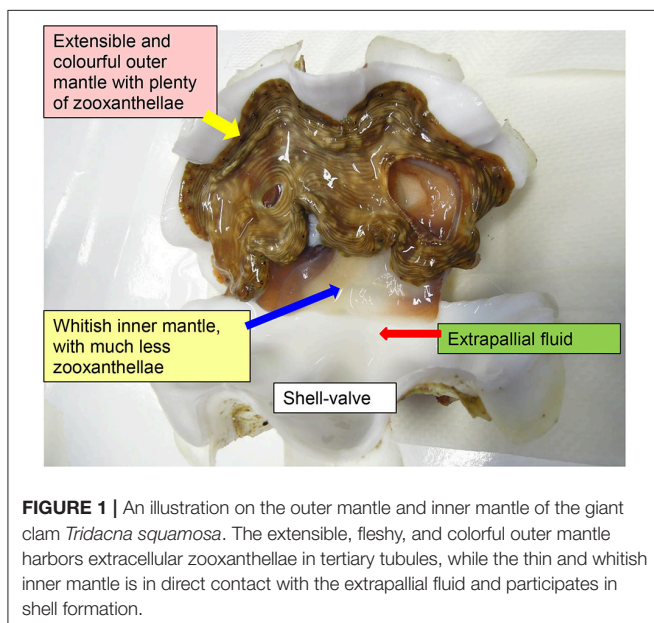 Extensible and
colourful outer
mantle with plenty
of zooxanthellae
Whitish inner mantle,
with much less
zooxanthellae
Extrapallial fluid
Shell-valve
FIGURE 1 | An illustration on the outer mantle and inner mantle of the giant
clam Tridacna squamosa. The extensible, fleshy, and colorful outer mantle
harbors extracellular zooxanthellae in tertiary tubules, while the thin and whitish
inner mantle is in direct contact with the extrapallial fluid and participates in
shell formation.